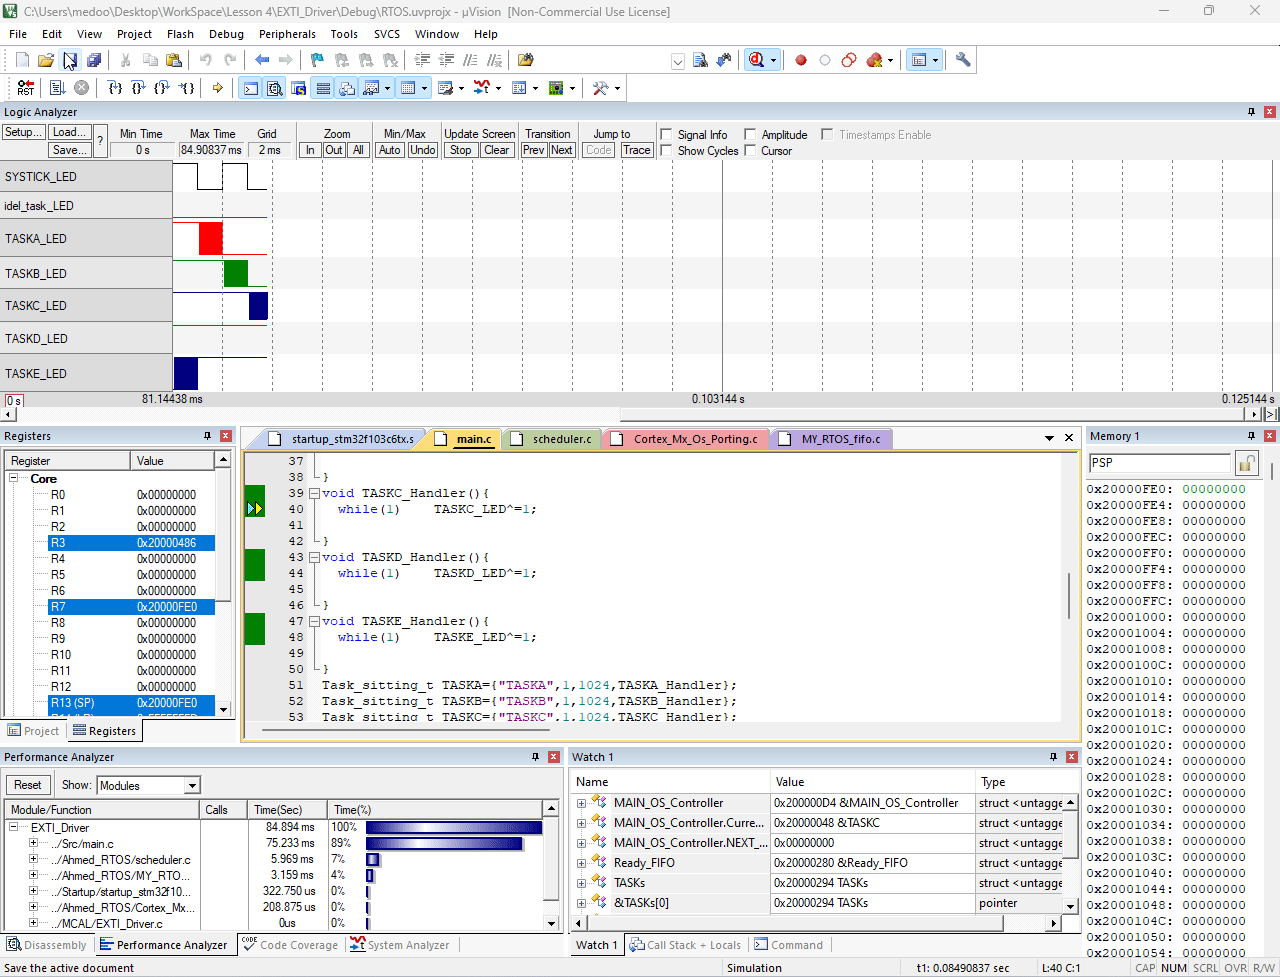 C:\Users\medoo\Desktop\WorkSpace\Lesson 4\EXTI_Driver\Debug\RTOS.uvprojx - µVision [Non-Commercial Use License]
File Edit View Project Flash Debug Peripherals Tools SVCS Window Help
RST
Logic Analyzer
Setup... Load... Save... ? Min Time 0 s Max Time 84.90837 ms Grid 2 ms Zoom In Out All Min/Max Auto Undo Update Screen Stop Clear Transition Prev Next Jump to Code Trace Signal Info Show Cycles Amplitude Cursor Timestamps Enable
SYSTICK_LED
idel_task_LED
TASKA_LED
TASKB_LED
TASKC_LED
TASKD_LED
TASKE_LED
0 s 81.14438 ms 0.103144 s 0.125144 s
Registers
Register Value
Core
R0 0x00000000
R1 0x00000000
R2 0x00000000
R3 0x20000486
R4 0x00000000
R5 0x00000000
R6 0x00000000
R7 0x20000FE0
R8 0x00000000
R9 0x00000000
R10 0x00000000
R11 0x00000000
R12 0x00000000
R13 (SP) 0x20000FE0
Project Registers
startup_stm32f103c6tx.s main.c scheduler.c Cortex_Mx_Os_Porting.c MY_RTOS_fifo.c
37
38 }
39 void TASKC_Handler(){
40 while(1) TASKC_LED^=1;
41
42 }
43 void TASKD_Handler(){
44 while(1) TASKD_LED^=1;
45
46 }
47 void TASKE_Handler(){
48 while(1) TASKE_LED^=1;
49
50 }
51 Task_sitting_t TASKA={"TASKA",1,1024,TASKA_Handler};
52 Task_sitting_t TASKB={"TASKB",1,1024,TASKB_Handler};
53 Task_sitting_t TASKC={"TASKC",1,1024,TASKC_Handler};
Memory 1
PSP
0x20000FE0: 00000000
0x20000FE4: 00000000
0x20000FE8: 00000000
0x20000FEC: 00000000
0x20000FF0: 00000000
0x20000FF4: 00000000
0x20000FF8: 00000000
0x20000FFC: 00000000
0x20001000: 00000000
0x20001004: 00000000
0x20001008: 00000000
0x2000100C: 00000000
0x20001010: 00000000
0x20001014: 00000000
0x20001018: 00000000
0x2000101C: 00000000
0x20001020: 00000000
0x20001024: 00000000
0x20001028: 00000000
0x2000102C: 00000000
0x20001030: 00000000
0x20001034: 00000000
0x20001038: 00000000
0x2000103C: 00000000
0x20001040: 00000000
0x20001044: 00000000
0x20001048: 00000000
0x2000104C: 00000000
0x20001050: 00000000
0x20001054: 00000000
Performance Analyzer
Reset Show: Modules
Module/Function Calls Time(Sec) Time(%)
EXTI_Driver 84.894 ms 100%
../Src/main.c 75.233 ms 89%
../Ahmed_RTOS/scheduler.c 5.969 ms 7%
../Ahmed_RTOS/MY_RTO... 3.159 ms 4%
../Startup/startup_stm32f10... 322.750 us 0%
../Ahmed_RTOS/Cortex_Mx... 208.875 us 0%
../MCAL/EXTI_Driver.c 0us 0%
Disassembly Performance Analyzer CODE Code Coverage System Analyzer
Watch 1
Name Value Type
MAIN_OS_Controller 0x200000D4 &MAIN_OS_Controller struct <untagge
MAIN_OS_Controller.Curre... 0x20000048 &TASKC struct <untagge
MAIN_OS_Controller.NEXT_... 0x00000000 struct <untagge
Ready_FIFO 0x20000280 &Ready_FIFO struct <untagge
TASKs 0x20000294 TASKs struct <untagge
&TASKs[0] 0x20000294 TASKs pointer
Watch 1 Call Stack + Locals Command
Save the active document Simulation t1: 0.08490837 sec L:40 C:1 CAP NUM SCRL OVR R/W